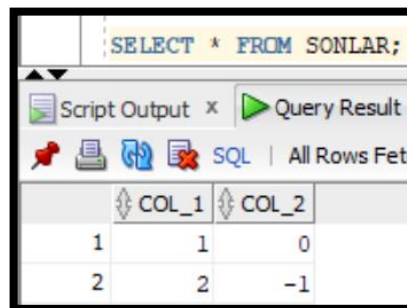 SELECT * FROM SONLAR;
Script Output x Query Result
SQL | All Rows Fet
COL_1 COL_2
1 1 0
2 2 -1